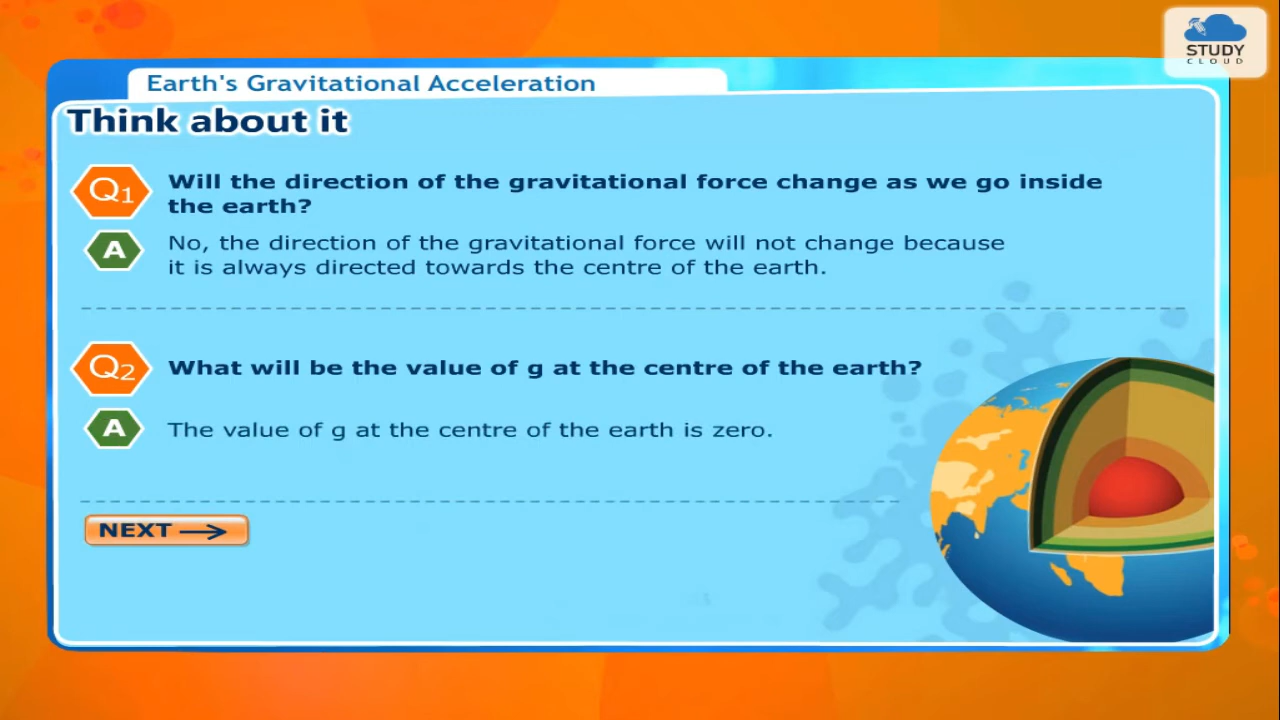 STUDY
CLOUD
Earth's Gravitational Acceleration
Think about it
Q1
Will the direction of the gravitational force change as we go inside
the earth?
A
No, the direction of the gravitational force will not change because
it is always directed towards the centre of the earth.
Q2
What will be the value of g at the centre of the earth?
A
The value of g at the centre of the earth is zero.
NEXT